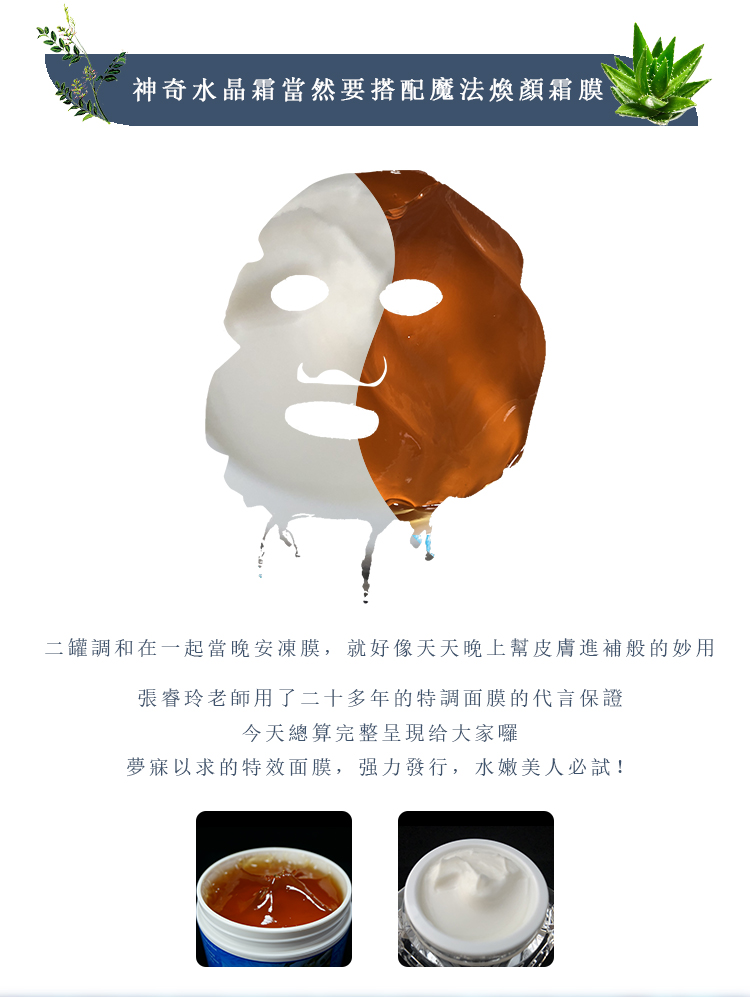 神奇水晶霜當然要搭配魔法煥顏霜膜
二罐調和在一起當晚安凍膜，就好像天天晚上幫皮膚進補般的妙用
張睿玲老師用了二十多年的特調面膜的代言保證
今天總算完整呈現给大家囉
夢寐以求的特效面膜，强力發行，水嫩美人必試！